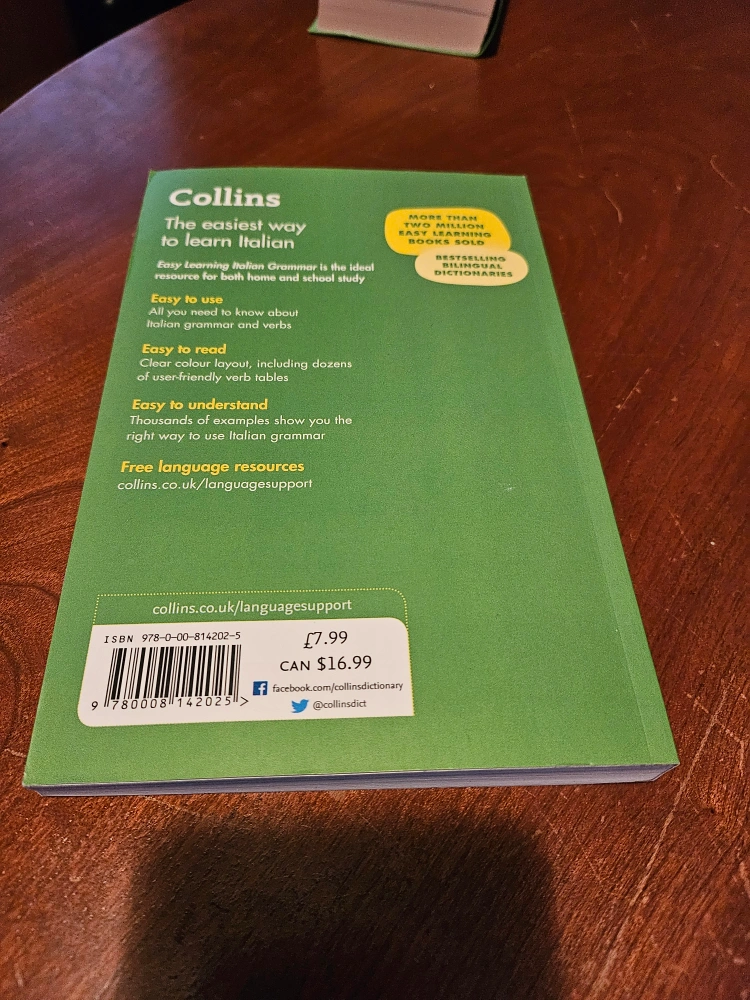 Collins
The easiest way
to learn Italian
MORE THAN
TWO MILLION
EASY LEARNING
BOOKS SOLD
BESTSELLING
BILINGUAL
DICTIONARIES
Easy Learning Italian Grammar is the ideal
resource for both home and school study
Easy to use
All you need to know about
Italian grammar and verbs
Easy to read
Clear colour layout, including dozens
of user-friendly verb tables
Easy to understand
Thousands of examples show you the
right way to use Italian grammar
Free language resources
collins.co.uk/languagesupport
collins.co.uk/languagesupport
ISBN 978-0-00-814202-5
9 780008 142025 >
£7.99
CAN $16.99
facebook.com/collinsdictionary
@collinsdict